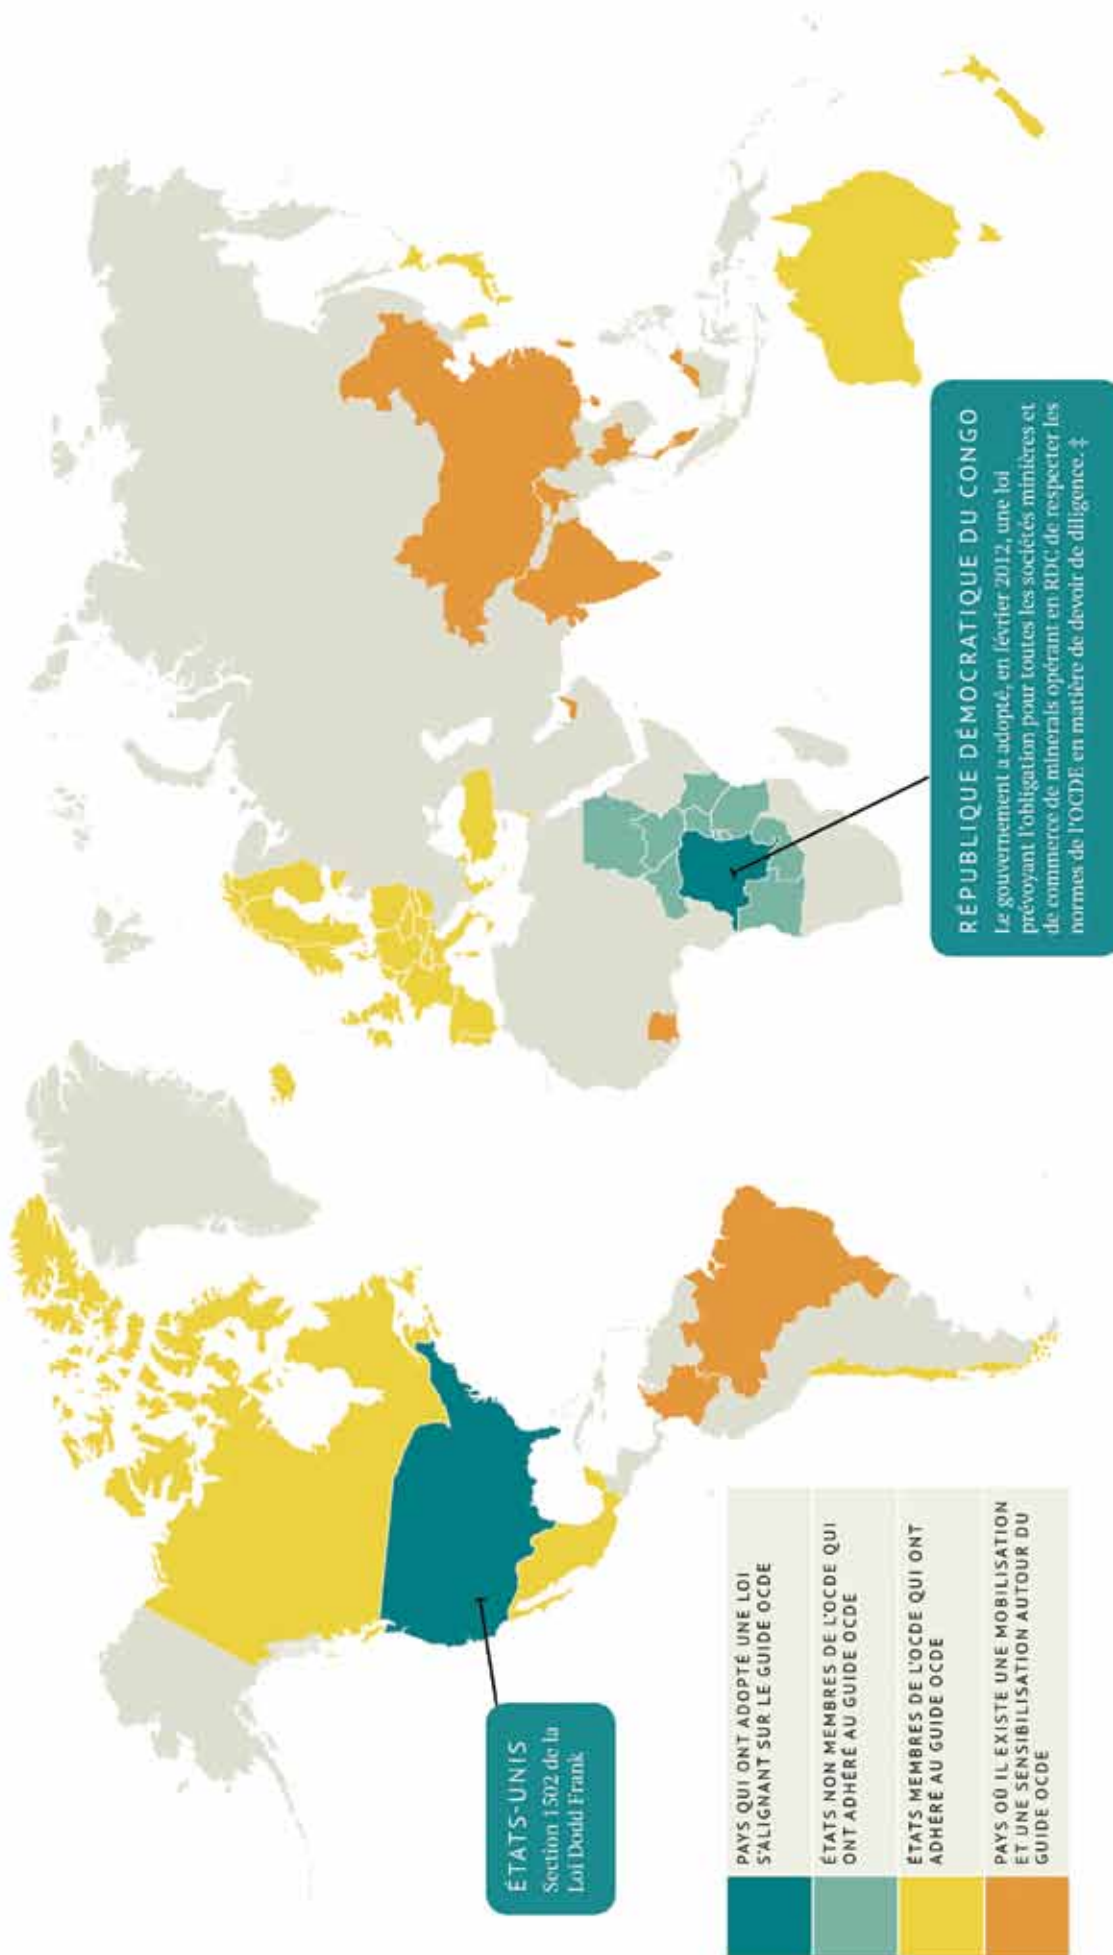 ÉTATS-UNIS
Section 1502 de la
Loi Dodd Frank
RÉPUBLIQUE DÉMOCRATIQUE DU CONGO
Le gouvernement a adopté, en février 2012, une loi
prévoyant l'obligation pour toutes les sociétés minières et
de commerce de minerais opérant en RDC de respecter les
normes de l'OCDE en matière de devoir de diligence.‡
PAYS QUI ONT ADOPTÉ UNE LOI
S'ALIGNANT SUR LE GUIDE OCDE
ÉTATS NON MEMBRES DE L'OCDE QUI
ONT ADHÉRÉ AU GUIDE OCDE
ÉTATS MEMBRES DE L'OCDE QUI ONT
ADHÉRÉ AU GUIDE OCDE
PAYS OÙ IL EXISTE UNE MOBILISATION
ET UNE SENSIBILISATION AUTOUR DU
GUIDE OCDE